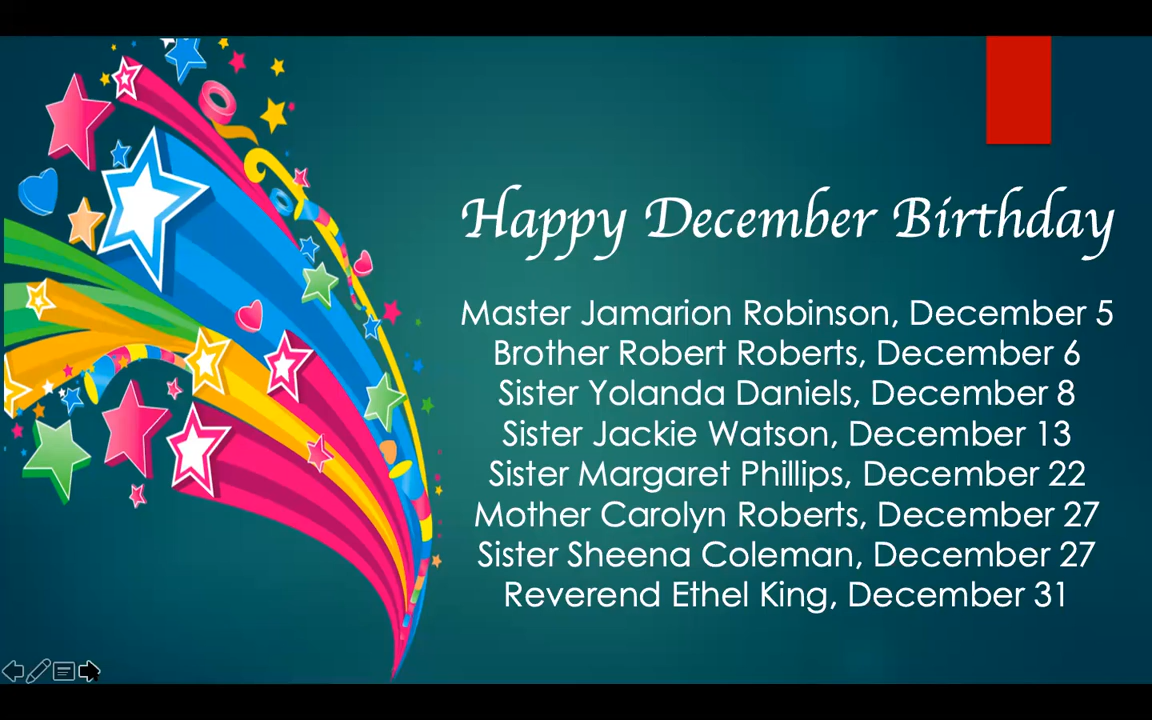 Happy December Birthday
Master Jamarion Robinson, December 5
Brother Robert Roberts, December 6
Sister Yolanda Daniels, December 8
Sister Jackie Watson, December 13
Sister Margaret Phillips, December 22
Mother Carolyn Roberts, December 27
Sister Sheena Coleman, December 27
Reverend Ethel King, December 31